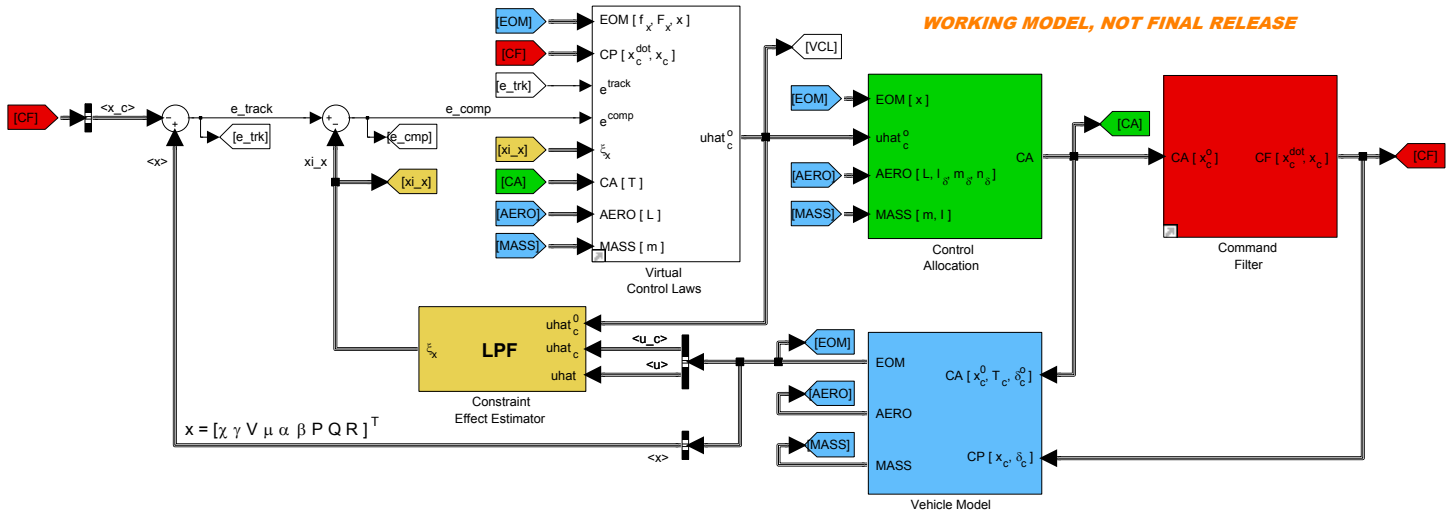 WORKING MODEL, NOT FINAL RELEASE
[CF]
<x_c>
-
+
e_track
[e_trk]
<x>
+
-
e_comp
[e_cmp]
xi_x
[xi_x]
[EOM]
[CF]
[e_trk]
[xi_x]
[CA]
[AERO]
[MASS]
EOM [ f_x, F_x, x ]
CP [ x_c^dot, x_c ]
e^track
e^comp
ξ_x
CA [ T ]
AERO [ L ]
MASS [ m ]
uhat_c^o
Virtual
Control Laws
[VCL]
[EOM]
[AERO]
[MASS]
EOM [ x ]
uhat_c^o
AERO [ L, l_δ, m_δ, n_δ ]
MASS [ m, I ]
CA
Control
Allocation
[CA]
CA [ x_c^o ]
CF [ x_c^dot, x_c ]
Command
Filter
[CF]
ξ_x
LPF
uhat_c^0
uhat_c
uhat
Constraint
Effect Estimator
<u_c>
<u>
[EOM]
[AERO]
[MASS]
EOM
AERO
MASS
CA [ x_c^0, T_c, δ_c^o ]
CP [ x_c, δ_c ]
Vehicle Model
x = [χ γ V μ α β P Q R ]^T
<x>